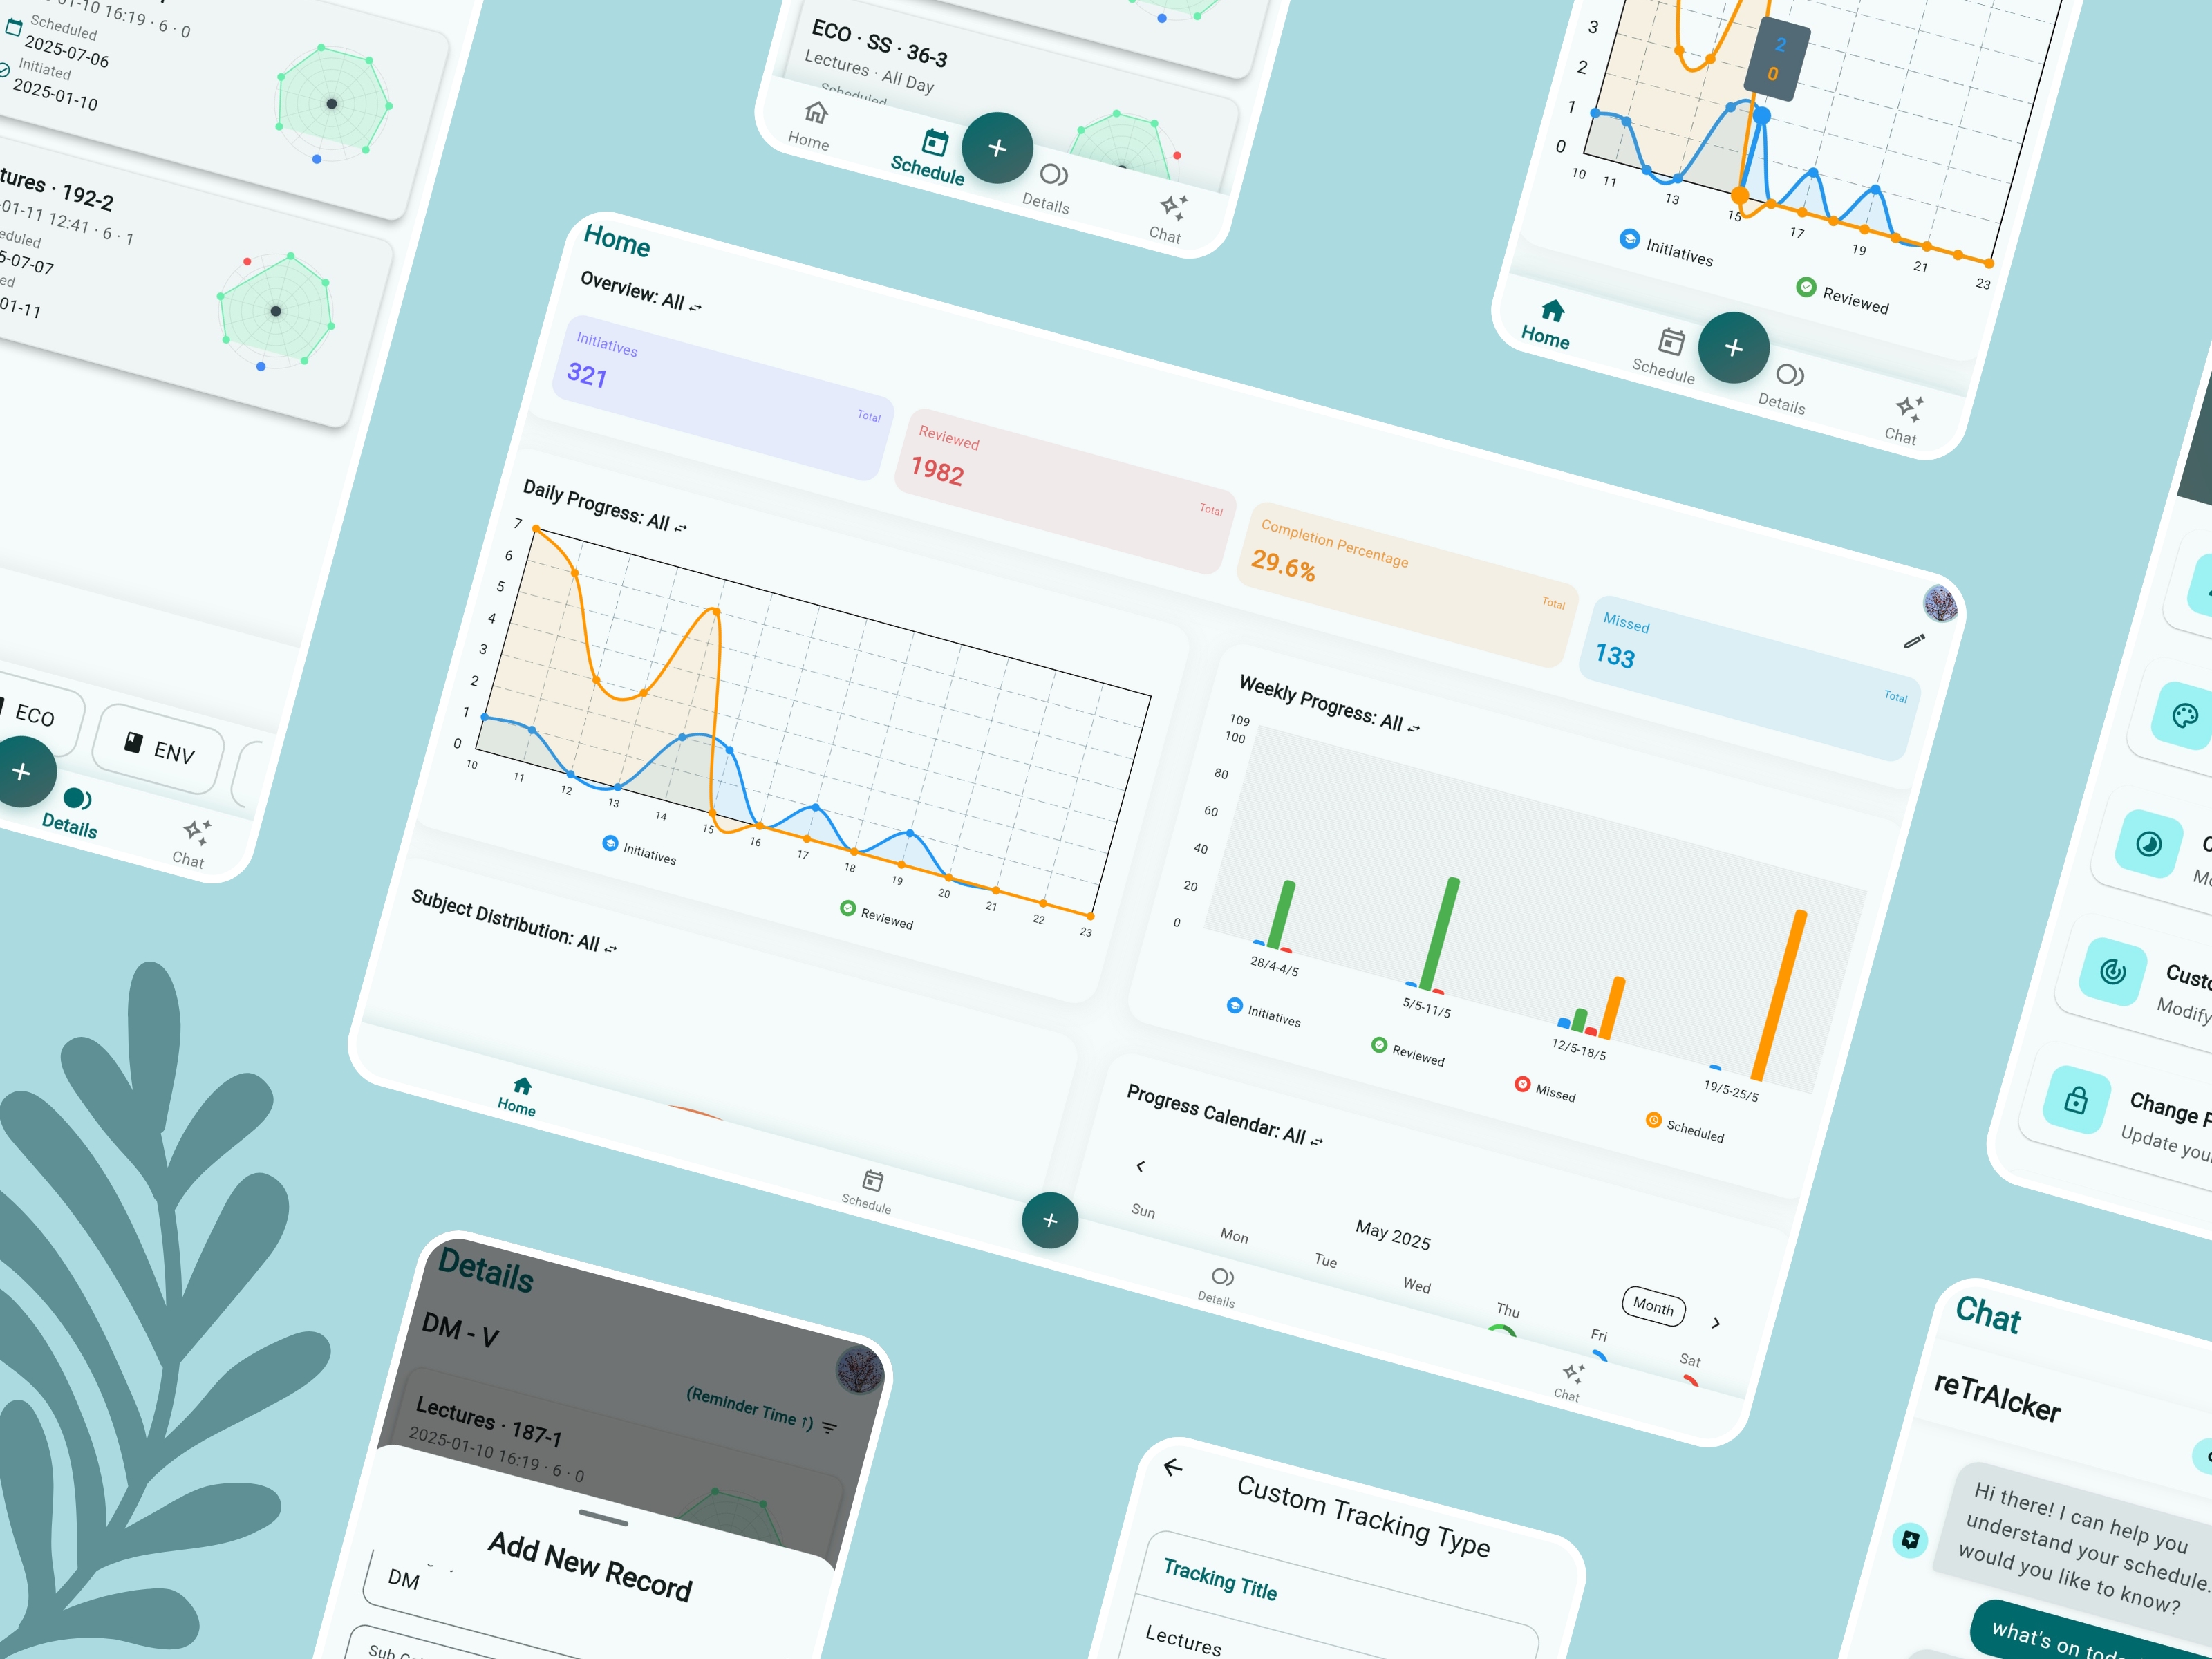 01-10 16:19 · 6 · 0
Scheduled
2025-07-06
Initiated
2025-01-10
tures · 192-2
01-11 12:41 · 6 · 1
eduled
5-07-07
ed
01-11
ECO
ENV
+
Details
Chat
ECO · SS · 36-3
Lectures · All Day
Scheduled
Home
Schedule
+
Details
Chat
3
2
1
0
2
0
10
11
13
15
17
19
21
23
Initiatives
Reviewed
Home
Schedule
+
Details
Chat
Home
Overview: All
Initiatives
321
Total
Reviewed
1982
Total
Completion Percentage
29.6%
Total
Missed
133
Total
Daily Progress: All
7
6
5
4
3
2
1
0
10
11
12
13
14
15
16
17
18
19
20
21
22
23
Initiatives
Reviewed
Weekly Progress: All
109
100
80
60
40
20
0
28/4-4/5
5/5-11/5
12/5-18/5
19/5-25/5
Initiatives
Reviewed
Missed
Scheduled
Subject Distribution: All
Progress Calendar: All
May 2025
Month
Sun
Mon
Tue
Wed
Thu
Fri
Sat
Home
Schedule
+
Details
Chat
C
Mo
Custo
Modify
Change P
Update you
Details
DM - V
(Reminder Time ↑)
Lectures · 187-1
2025-01-10 16:19 · 6 · 0
Add New Record
DM
Custom Tracking Type
Tracking Title
Lectures
Chat
reTrAIcker
Hi there! I can help you
understand your schedule.
would you like to know?
what's on tod